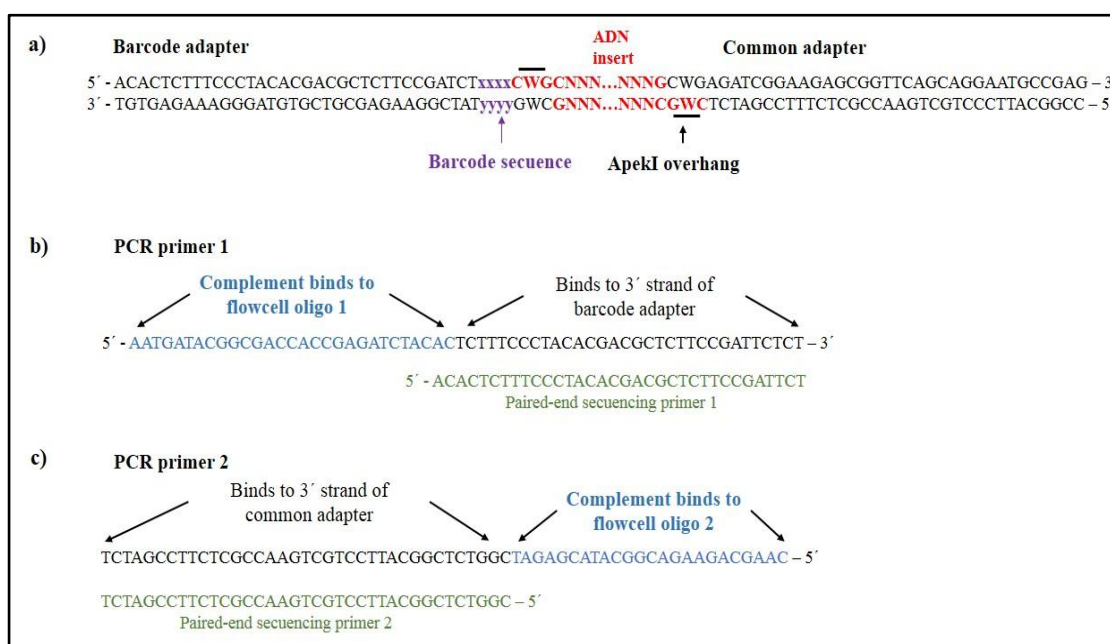 a) Barcode adapter ADN insert Common adapter
5´ - ACACTCTTTCCCTACACGACGCTCTTCCGATCTxxxxCWGCNNN...NNNGCWGAGATCGGAAGAGCGGTTCAGCAGGAATGCCGAG - 3´
3´ - TGTGAGAAAGGGATGTGCTGCGAGAAGGCTATyyyyGWCGNNN...NNNCGWCTCTAGCCTTTCTCGCCAAGTCGTCCCTTACGGCC - 5´
Barcode secuence ApekI overhang
b) PCR primer 1
Complement binds to flowcell oligo 1
Binds to 3´ strand of barcode adapter
5´ - AATGATACGGCGACCACCGAGATCTACACTCTTTCCCTACACGACGCTCTTCCGATTCTCT – 3´
5´ - ACACTCTTTCCCTACACGACGCTCTTCCGATTCT
Paired-end secuencing primer 1
c) PCR primer 2
Binds to 3´ strand of common adapter
Complement binds to flowcell oligo 2
TCTAGCCTTCTCGCCAAGTCGTCCTTACGGCTCTGGCTAGAGCATACGGCAGAAGACGAAC – 5´
TCTAGCCTTCTCGCCAAGTCGTCCTTACGGCTCTGGC – 5´
Paired-end secuencing primer 2